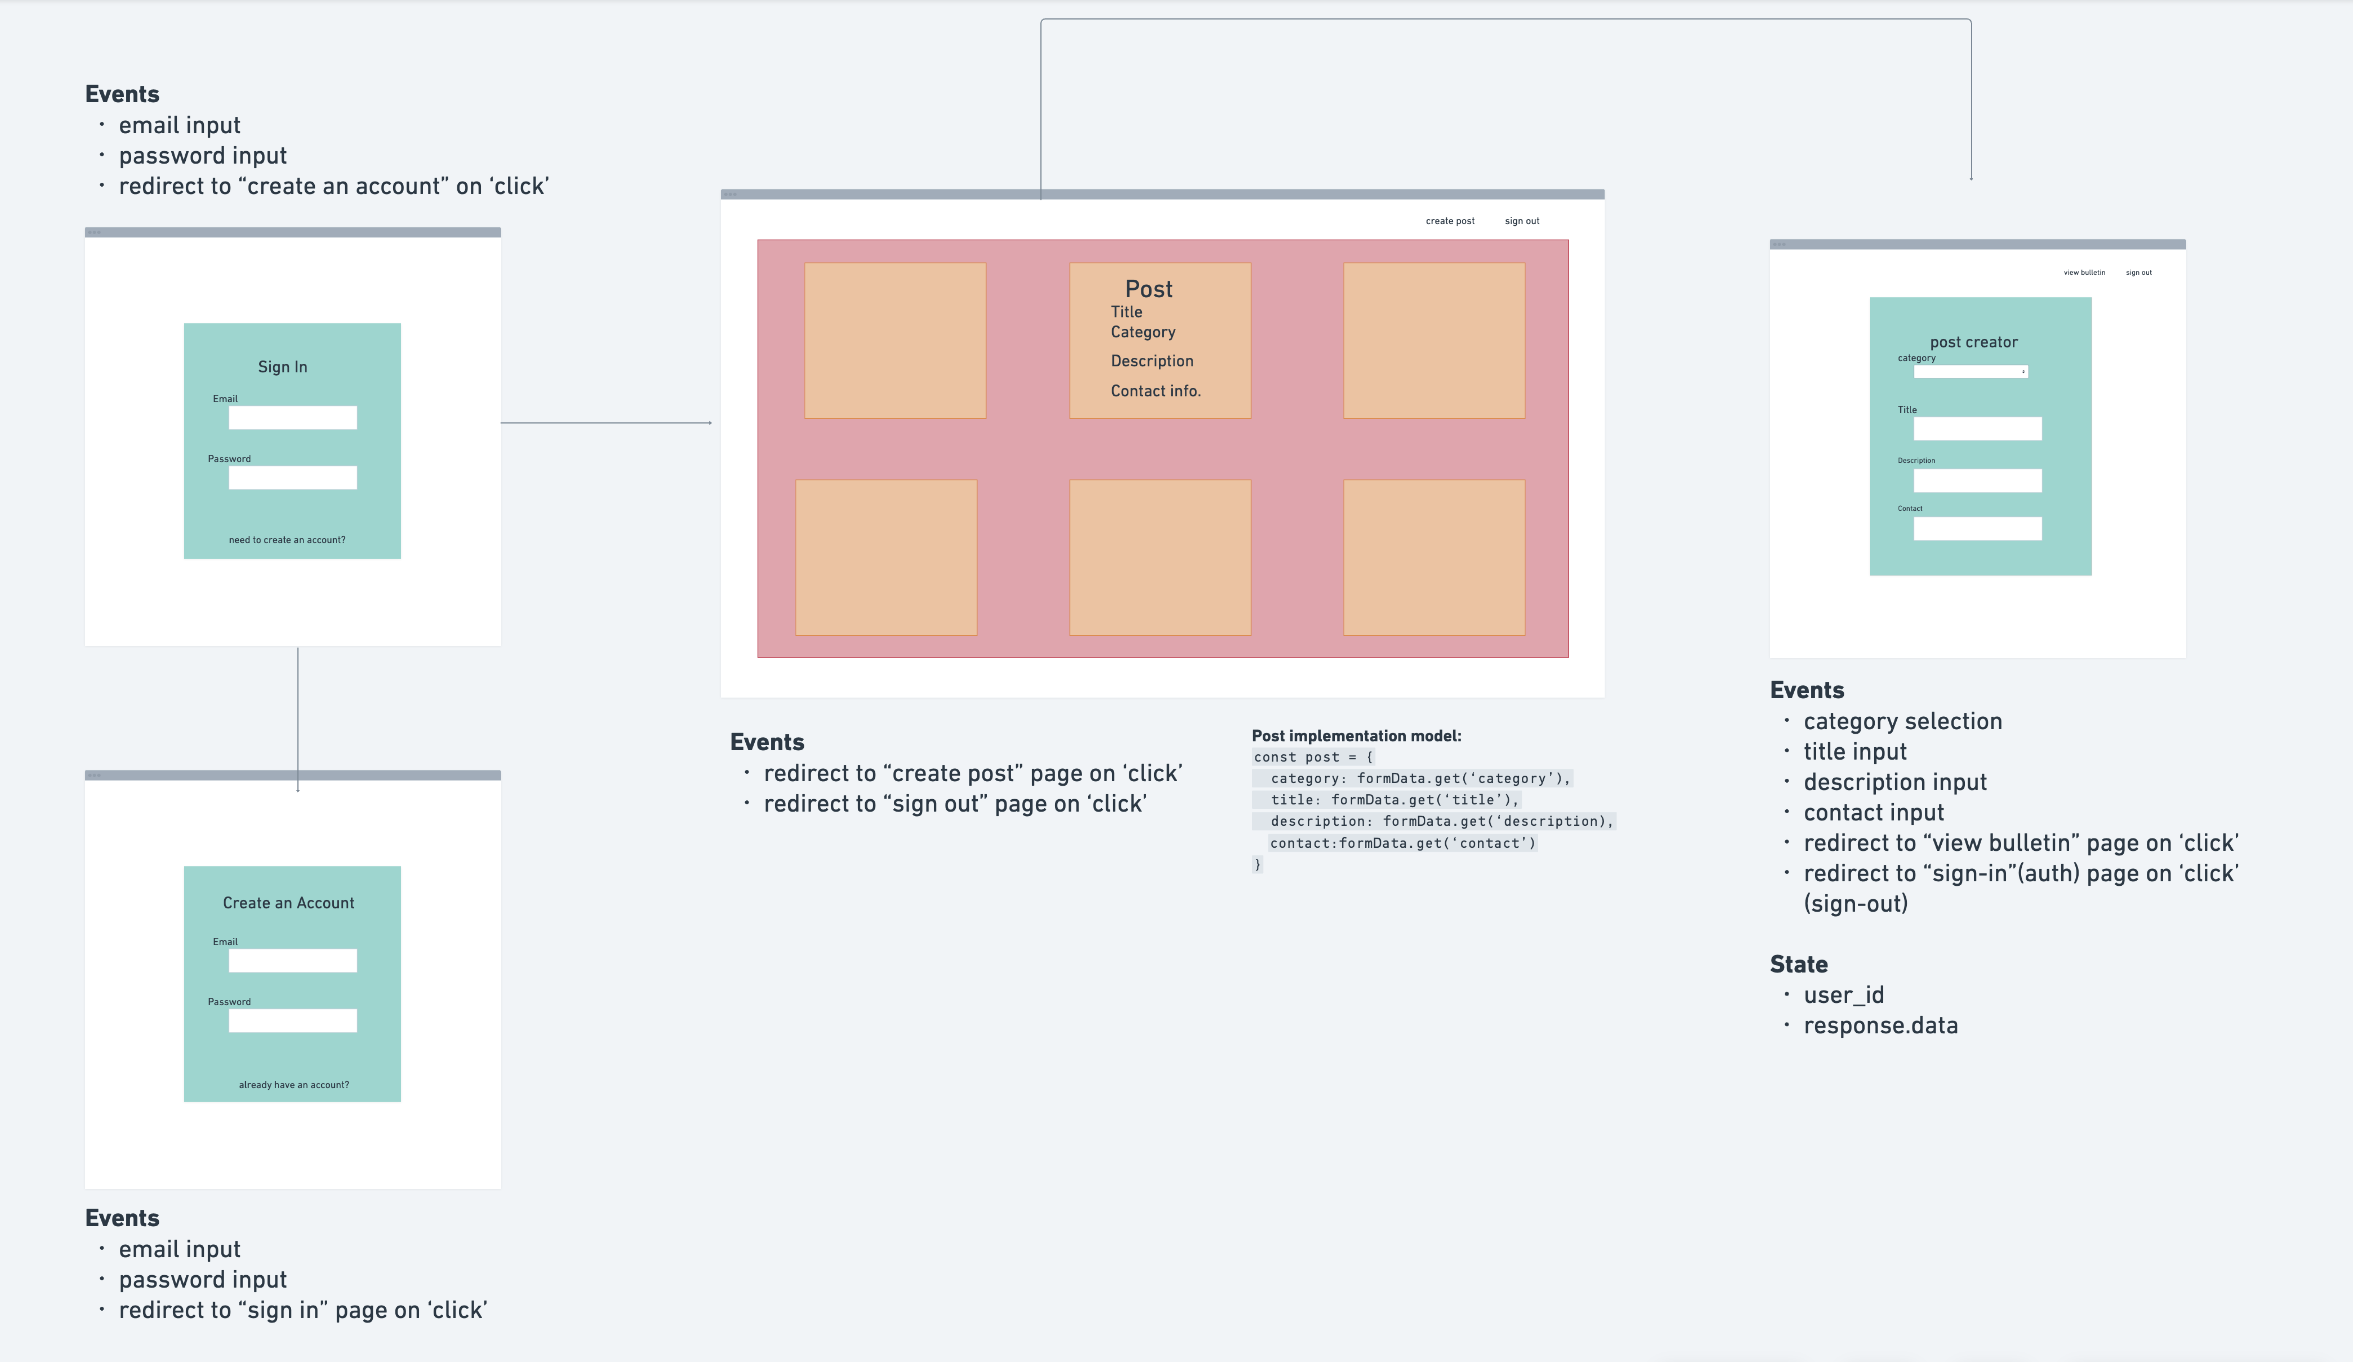 Events
• email input
• password input
• redirect to “create an account” on ‘click’
Sign In
Email
Password
need to create an account?
Create an Account
Email
Password
already have an account?
Events
• email input
• password input
• redirect to “sign in” page on ‘click’
create post sign out
Post
Title
Category
Description
Contact info.
Events
• redirect to “create post” page on ‘click’
• redirect to “sign out” page on ‘click’
Post implementation model:
const post = {
category: formData.get(‘category’),
title: formData.get(‘title’),
description: formData.get(‘description),
contact:formData.get(‘contact’)
}
view bulletin sign out
post creator
category
Title
Description
Contact
Events
• category selection
• title input
• description input
• contact input
• redirect to “view bulletin” page on ‘click’
• redirect to “sign-in”(auth) page on ‘click’
(sign-out)
State
• user_id
• response.data